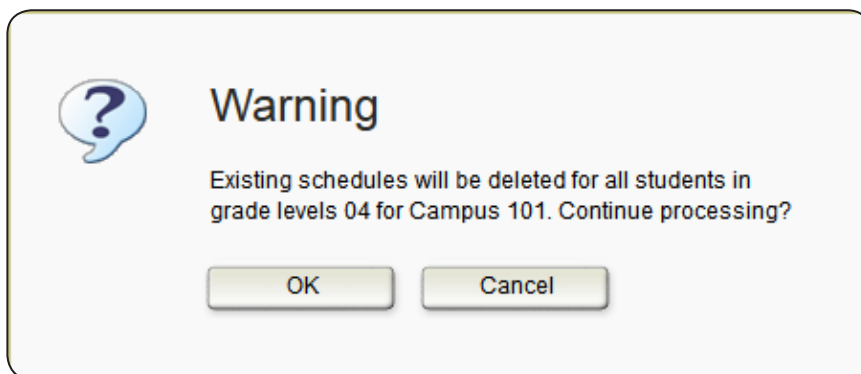 Warning
Existing schedules will be deleted for all students in
grade levels 04 for Campus 101. Continue processing?
OK
Cancel